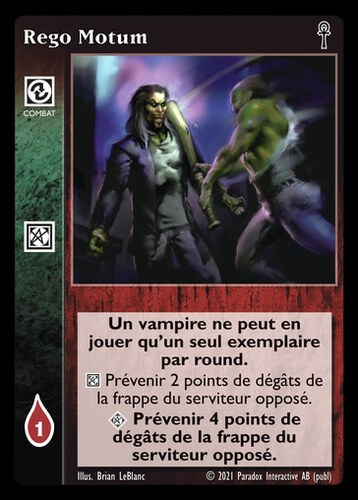 Rego Motum
COMBAT
Un vampire ne peut en
jouer qu'un seul exemplaire
par round.
Prévenir 2 points de dégâts de
la frappe du serviteur opposé.
Prévenir 4 points de
dégâts de la frappe du
serviteur opposé.
1
Illus. Brian LeBlanc © 2021 Paradox Interactive AB (publ)